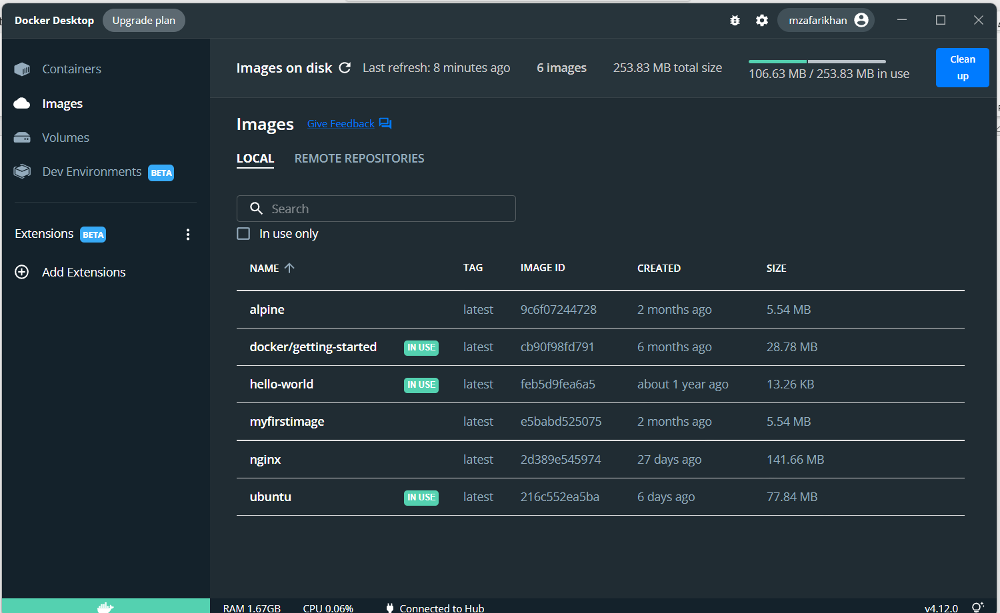 Docker Desktop Upgrade plan mzafarikhan
Containers
Images
Volumes
Dev Environments BETA
Extensions BETA
Add Extensions
Images on disk Last refresh: 8 minutes ago 6 images 253.83 MB total size 106.63 MB / 253.83 MB in use Clean up
Images Give Feedback
LOCAL REMOTE REPOSITORIES
Search
In use only
NAME TAG IMAGE ID CREATED SIZE
alpine latest 9c6f07244728 2 months ago 5.54 MB
docker/getting-started IN USE latest cb90f98fd791 6 months ago 28.78 MB
hello-world IN USE latest feb5d9fea6a5 about 1 year ago 13.26 KB
myfirstimage latest e5babd525075 2 months ago 5.54 MB
nginx latest 2d389e545974 27 days ago 141.66 MB
ubuntu IN USE latest 216c552ea5ba 6 days ago 77.84 MB
RAM 1.67GB CPU 0.06% Connected to Hub v4.12.0